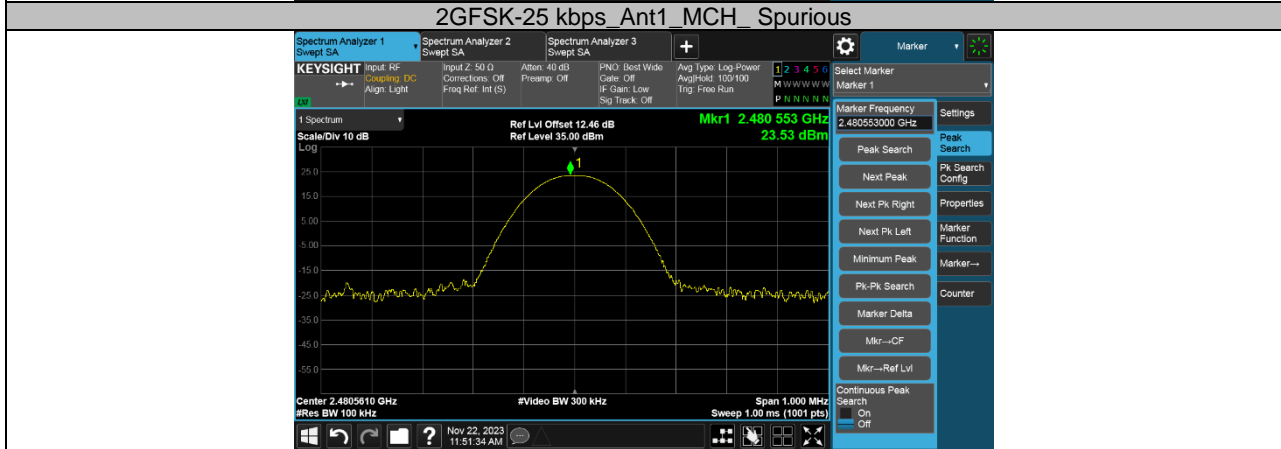 2GFSK-25 kbps_Ant1_MCH_ Spurious
Spectrum Analyzer 1
Swept SA
Spectrum Analyzer 2
Swept SA
Spectrum Analyzer 3
Swept SA
+
Marker
KEYSIGHT
Input: RF
Coupling: DC
Align: Light
Input Z: 50 Ω
Corrections: Off
Freq Ref: Int (S)
Atten: 40 dB
Preamp: Off
PNO: Best Wide
Gate: Off
IF Gain: Low
Sig Track: Off
Avg Type: Log-Power
Avg|Hold: 100/100
Trig: Free Run
1 2 3 4 5 6
M W W W W W
P N N N N N
LXI
Select Marker
Marker 1
1 Spectrum
Scale/Div 10 dB
Log
Ref Lvl Offset 12.46 dB
Ref Level 35.00 dBm
Mkr1 2.480 553 GHz
23.53 dBm
1
25.0
15.0
5.00
-5.00
-15.0
-25.0
-35.0
-45.0
-55.0
Center 2.4805610 GHz
#Res BW 100 kHz
#Video BW 300 kHz
Span 1.000 MHz
Sweep 1.00 ms (1001 pts)
Marker Frequency
2.480553000 GHz
Peak Search
Next Peak
Next Pk Right
Next Pk Left
Minimum Peak
Pk-Pk Search
Marker Delta
Mkr→CF
Mkr→Ref Lvl
Continuous Peak
Search
On
Off
Settings
Peak
Search
Pk Search
Config
Properties
Marker
Function
Marker→
Counter
?
Nov 22, 2023
11:51:34 AM